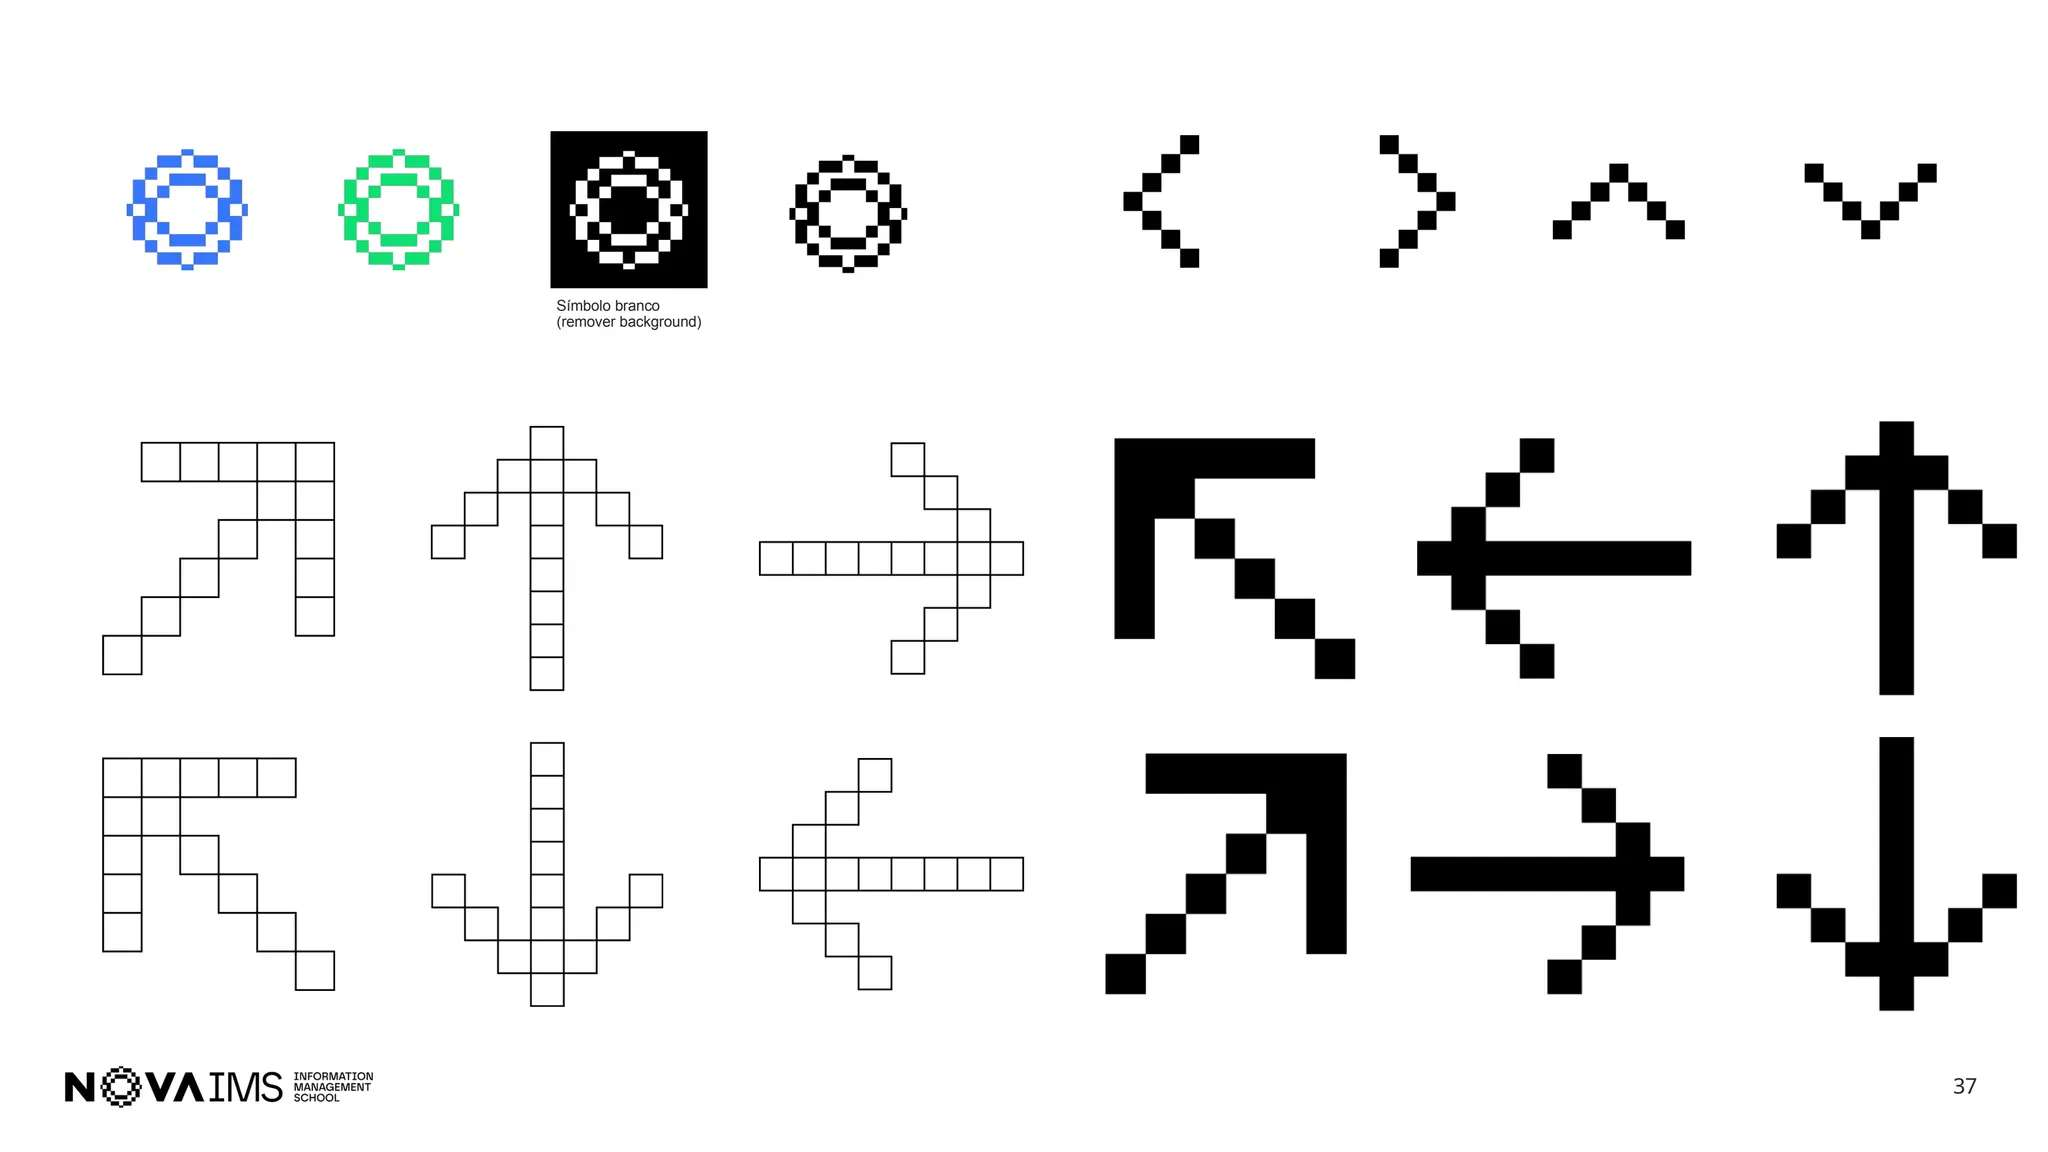 Símbolo branco
(remover background)
NOVA IMS
INFORMATION
MANAGEMENT
SCHOOL
37